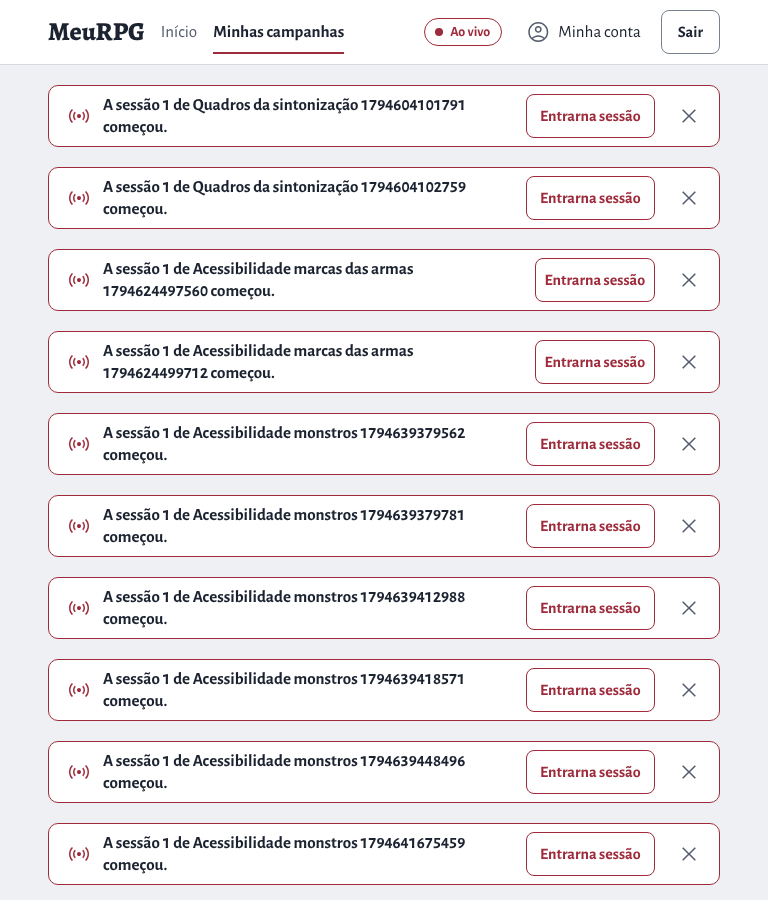 MeuRPG Início Minhas campanhas Ao vivo Minha conta Sair
A sessão 1 de Quadros da sintonização 1794604101791
começou.
Entrarna sessão
A sessão 1 de Quadros da sintonização 1794604102759
começou.
Entrarna sessão
A sessão 1 de Acessibilidade marcas das armas
1794624497560 começou.
Entrarna sessão
A sessão 1 de Acessibilidade marcas das armas
1794624499712 começou.
Entrarna sessão
A sessão 1 de Acessibilidade monstros 1794639379562
começou.
Entrarna sessão
A sessão 1 de Acessibilidade monstros 1794639379781
começou.
Entrarna sessão
A sessão 1 de Acessibilidade monstros 1794639412988
começou.
Entrarna sessão
A sessão 1 de Acessibilidade monstros 1794639418571
começou.
Entrarna sessão
A sessão 1 de Acessibilidade monstros 1794639448496
começou.
Entrarna sessão
A sessão 1 de Acessibilidade monstros 1794641675459
começou.
Entrarna sessão